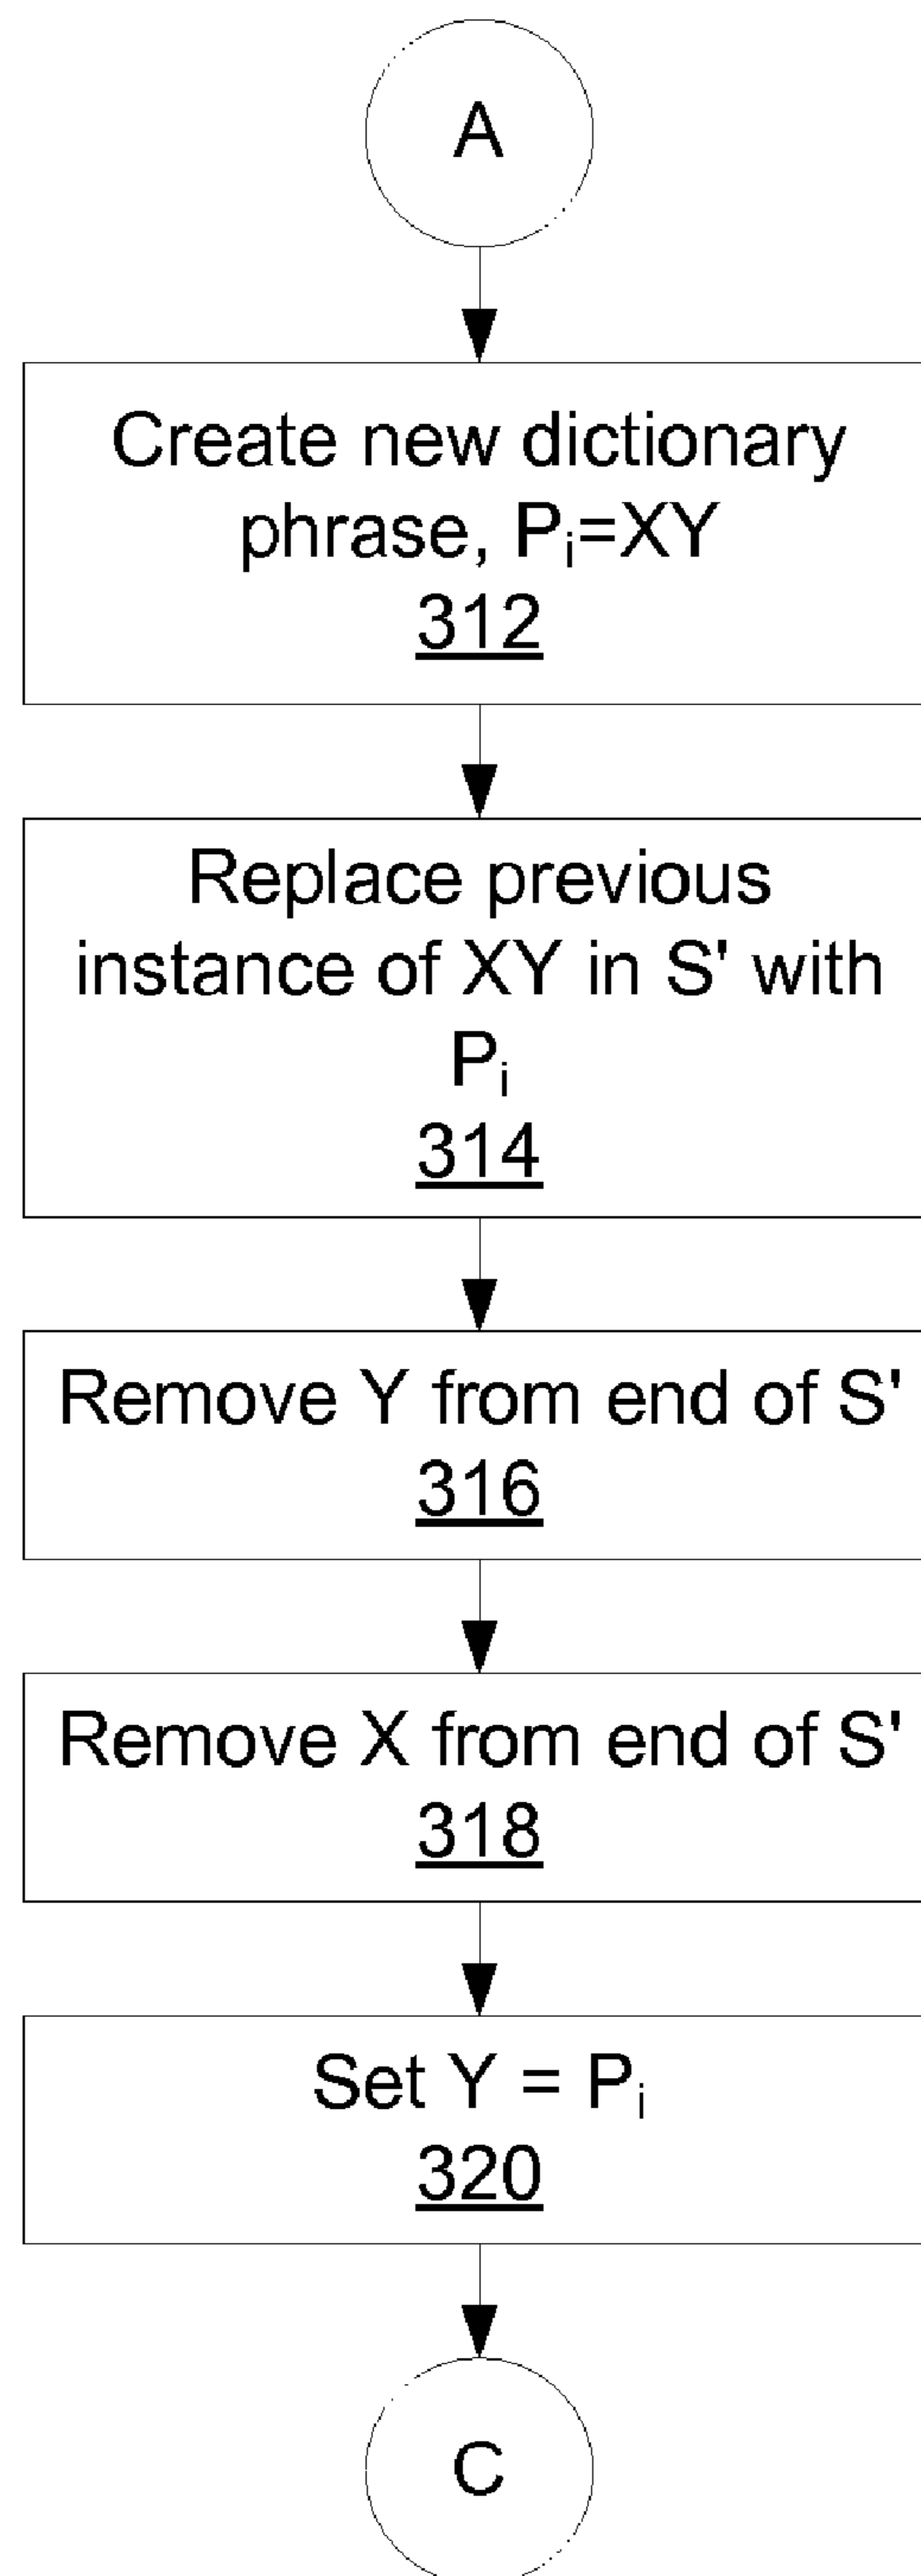 A
Create new dictionary
phrase, Pᵢ=XY
312
Replace previous
instance of XY in S' with
Pᵢ
314
Remove Y from end of S'
316
Remove X from end of S'
318
Set Y = Pᵢ
320
C